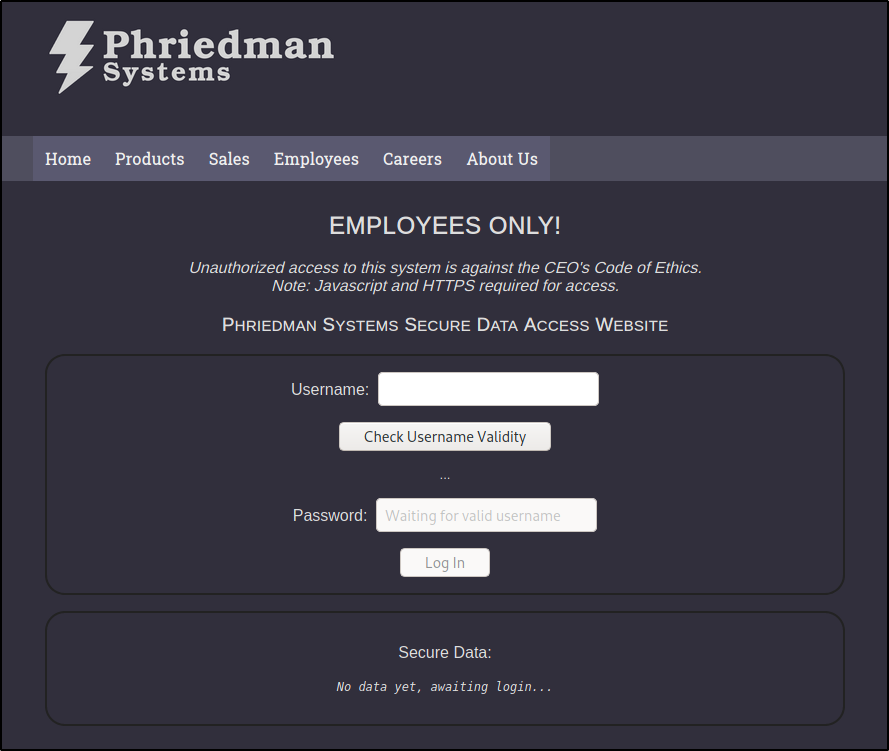 Phriedman
Systems
Home Products Sales Employees Careers About Us
EMPLOYEES ONLY!
Unauthorized access to this system is against the CEO's Code of Ethics.
Note: Javascript and HTTPS required for access.
Phriedman Systems Secure Data Access Website
Username:
Check Username Validity
...
Password: Waiting for valid username
Log In
Secure Data:
No data yet, awaiting login...